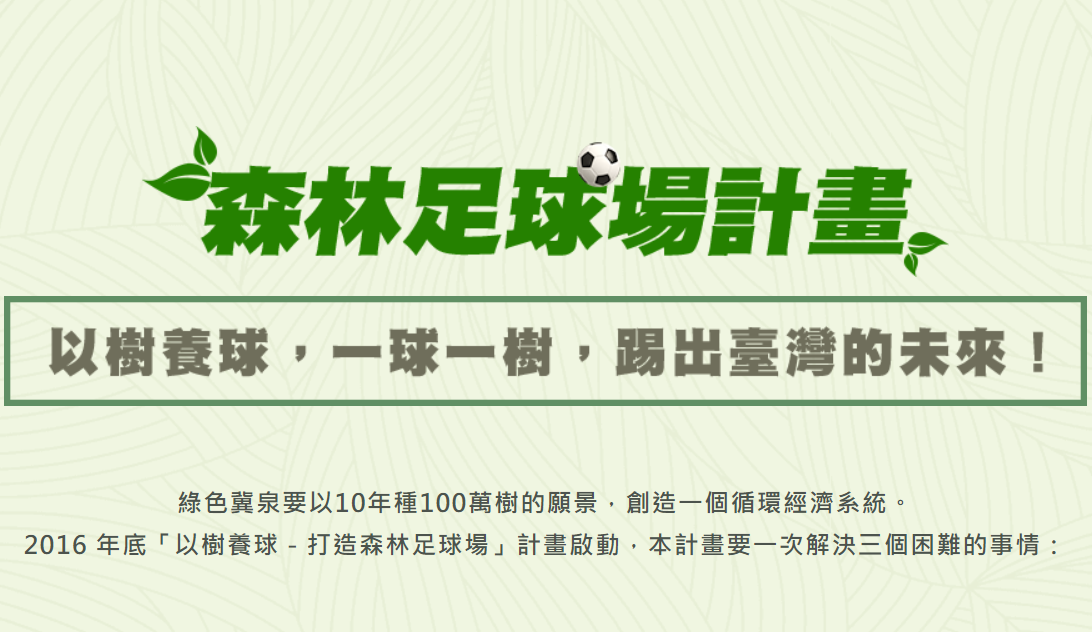 森林足球場計畫
以樹養球，一球一樹，踢出臺灣的未來！
綠色冀泉要以10年種100萬樹的願景，創造一個循環經濟系統。
2016 年底「以樹養球 - 打造森林足球場」計畫啟動，本計畫要一次解決三個困難的事情：